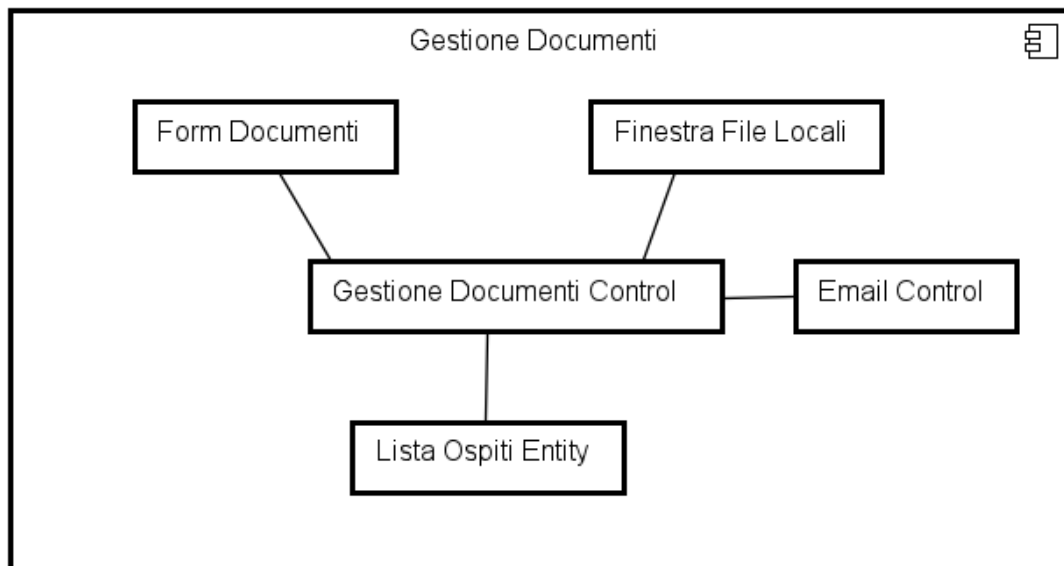 Gestione Documenti
Form Documenti
Finestra File Locali
Gestione Documenti Control
Email Control
Lista Ospiti Entity